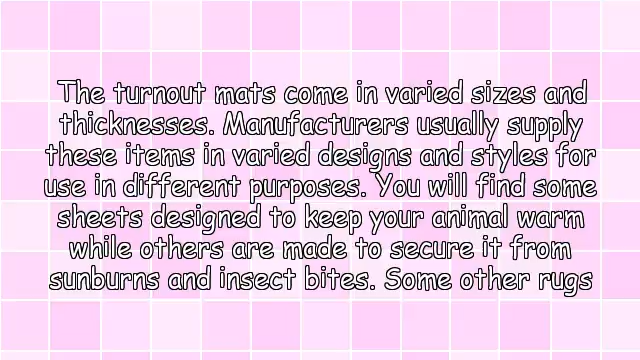 The turnout mats come in varied sizes and
thicknesses. Manufacturers usually supply
these items in varied designs and styles for
use in different purposes. You will find some
sheets designed to keep your animal warm
while others are made to secure it from
sunburns and insect bites. Some other rugs